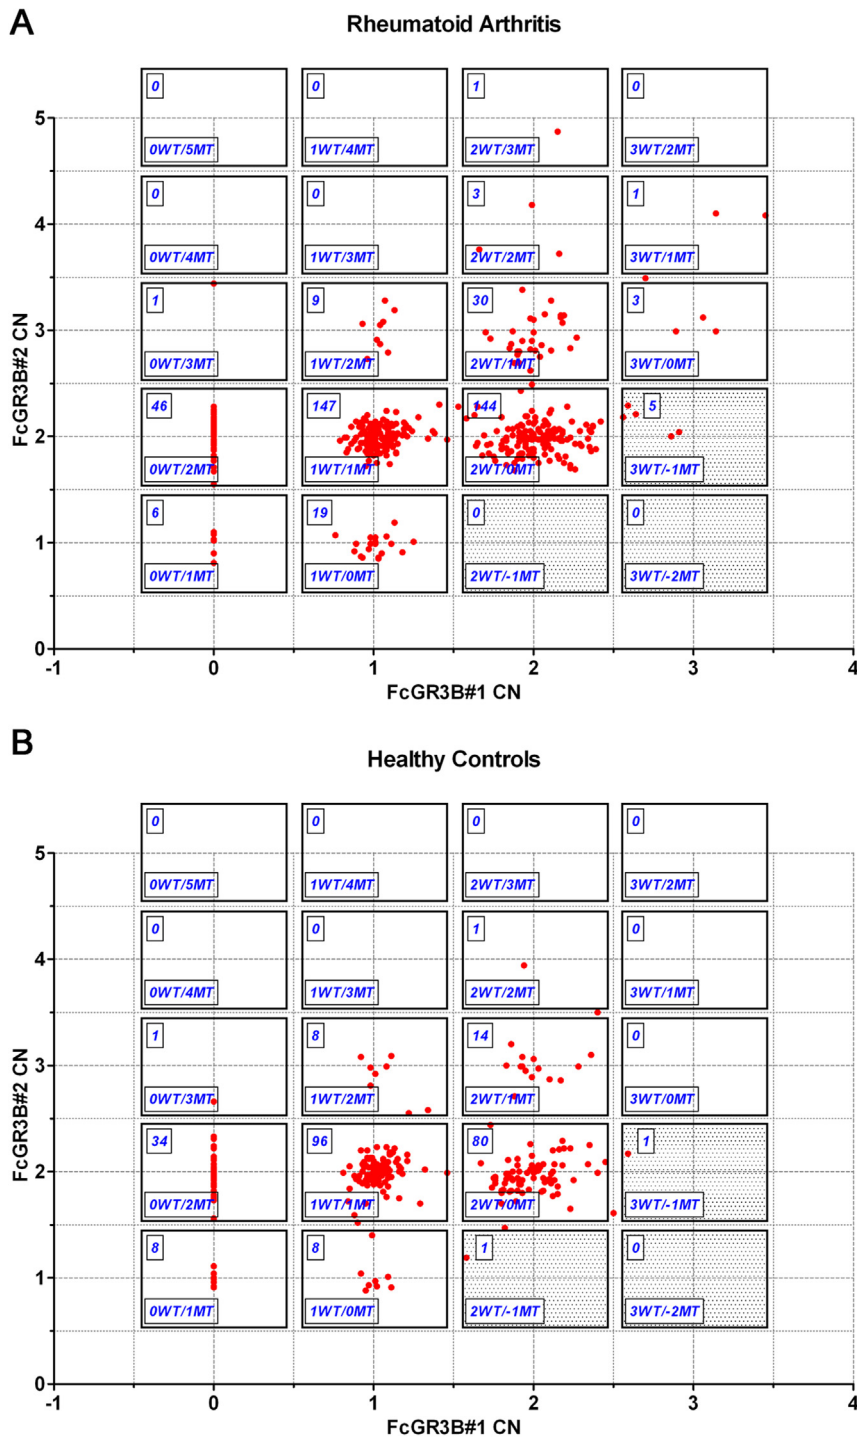 A
Rheumatoid Arthritis
0 0 1 0
5
0WT/5MT 1WT/4MT 2WT/3MT 3WT/2MT
0 0 3 1
4
0WT/4MT 1WT/3MT 2WT/2MT 3WT/1MT
1 9 30 3
3
0WT/3MT 1WT/2MT 2WT/1MT 3WT/0MT
46 147 144 5
2
0WT/2MT 1WT/1MT 2WT/0MT 3WT/-1MT
6 19 0 0
1
0WT/1MT 1WT/0MT 2WT/-1MT 3WT/-2MT
0
FcGR3B#2 CN
-1 0 1 2 3 4
FcGR3B#1 CN
B
Healthy Controls
0 0 0 0
5
0WT/5MT 1WT/4MT 2WT/3MT 3WT/2MT
0 0 1 0
4
0WT/4MT 1WT/3MT 2WT/2MT 3WT/1MT
1 8 14 0
3
0WT/3MT 1WT/2MT 2WT/1MT 3WT/0MT
34 96 80 1
2
0WT/2MT 1WT/1MT 2WT/0MT 3WT/-1MT
8 8 1 0
1
0WT/1MT 1WT/0MT 2WT/-1MT 3WT/-2MT
0
FcGR3B#2 CN
-1 0 1 2 3 4
FcGR3B#1 CN